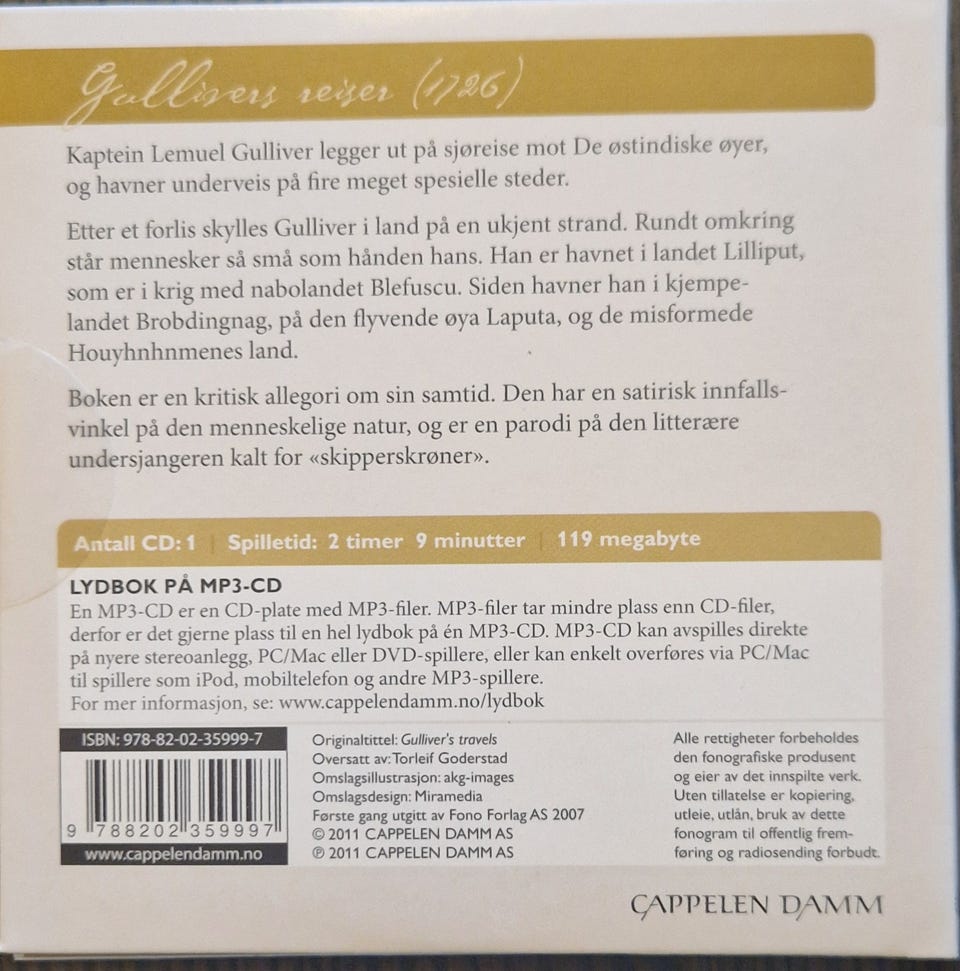 Gullivers reiser (1726)
Kaptein Lemuel Gulliver legger ut på sjøreise mot De østindiske øyer,
og havner underveis på fire meget spesielle steder.
Etter et forlis skylles Gulliver i land på en ukjent strand. Rundt omkring
står mennesker så små som hånden hans. Han er havnet i landet Lilliput,
som er i krig med nabolandet Blefuscu. Siden havner han i kjempe-
landet Brobdingnag, på den flyvende øya Laputa, og de misformede
Houyhnhnmenes land.
Boken er en kritisk allegori om sin samtid. Den har en satirisk innfalls-
vinkel på den menneskelige natur, og er en parodi på den litterære
undersjangeren kalt for «skipperskrøner».
Antall CD: 1 | Spilletid: 2 timer 9 minutter | 119 megabyte
LYDBOK PÅ MP3-CD
En MP3-CD er en CD-plate med MP3-filer. MP3-filer tar mindre plass enn CD-filer,
derfor er det gjerne plass til en hel lydbok på én MP3-CD. MP3-CD kan avspilles direkte
på nyere stereoanlegg, PC/Mac eller DVD-spillere, eller kan enkelt overføres via PC/Mac
til spillere som iPod, mobiltelefon og andre MP3-spillere.
For mer informasjon, se: www.cappelendamm.no/lydbok
ISBN: 978-82-02-35999-7
9 788202 359997
www.cappelendamm.no
Originaltittel: Gulliver's travels
Oversatt av: Torleif Goderstad
Omslagsillustrasjon: akg-images
Omslagsdesign: Miramedia
Første gang utgitt av Fono Forlag AS 2007
© 2011 CAPPELEN DAMM AS
℗ 2011 CAPPELEN DAMM AS
Alle rettigheter forbeholdes
den fonografiske produsent
og eier av det innspilte verk.
Uten tillatelse er kopiering,
utleie, utlån, bruk av dette
fonogram til offentlig frem-
føring og radiosending forbudt.
CAPPELEN DAMM